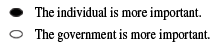 The individual is more important.
The government is more important.